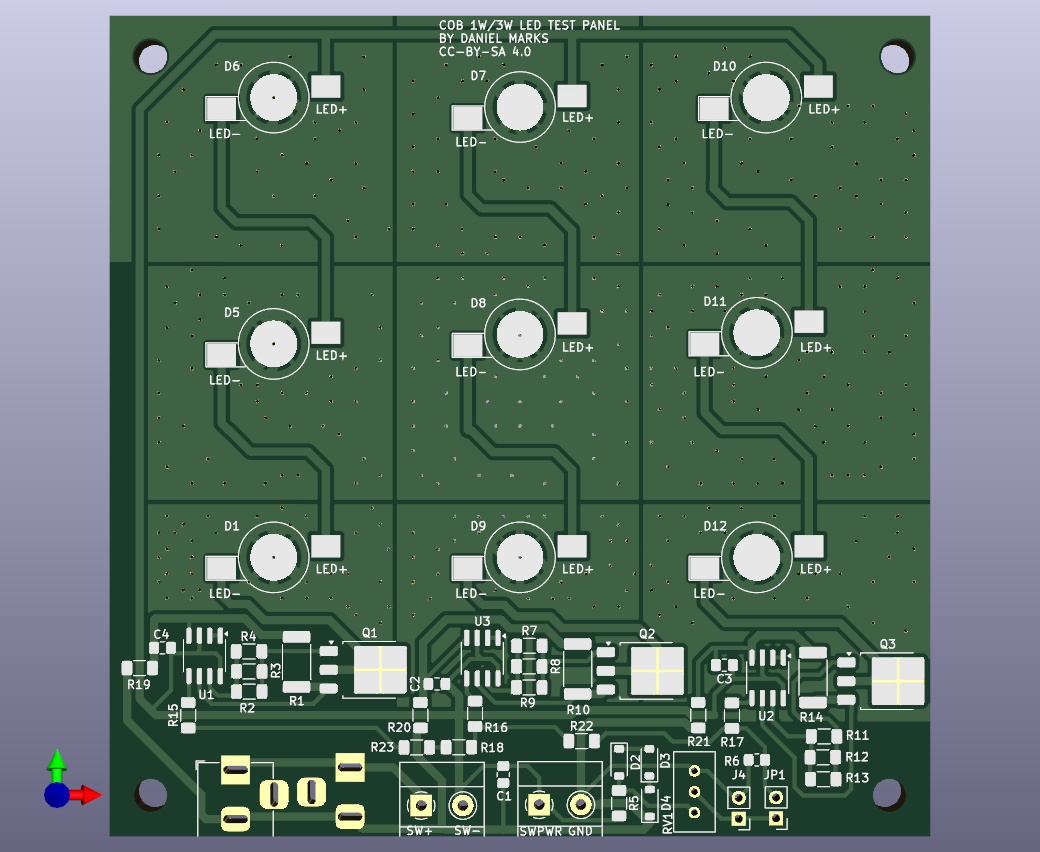 COB 1W/3W LED TEST PANEL
BY DANIEL MARKS
CC-BY-SA 4.0
D6
D7
D10
LED+
LED+
LED+
LED-
LED-
LED-
D5
D8
D11
LED+
LED+
LED+
LED-
LED-
LED-
D1
D9
D12
LED+
LED+
LED+
LED-
LED-
LED-
C4
R4
Q1
U3
R7
Q2
Q3
R19
U1
R3
R2
R1
C2
R8
R9
R10
C3
U2
R14
R15
R20
R16
R22
R21
R17
R11
R23
R18
D2
D3
R6
R12
J4
JP1
R13
C1
R5
D4
RV1
SW+
SW-
SWPWR
GND